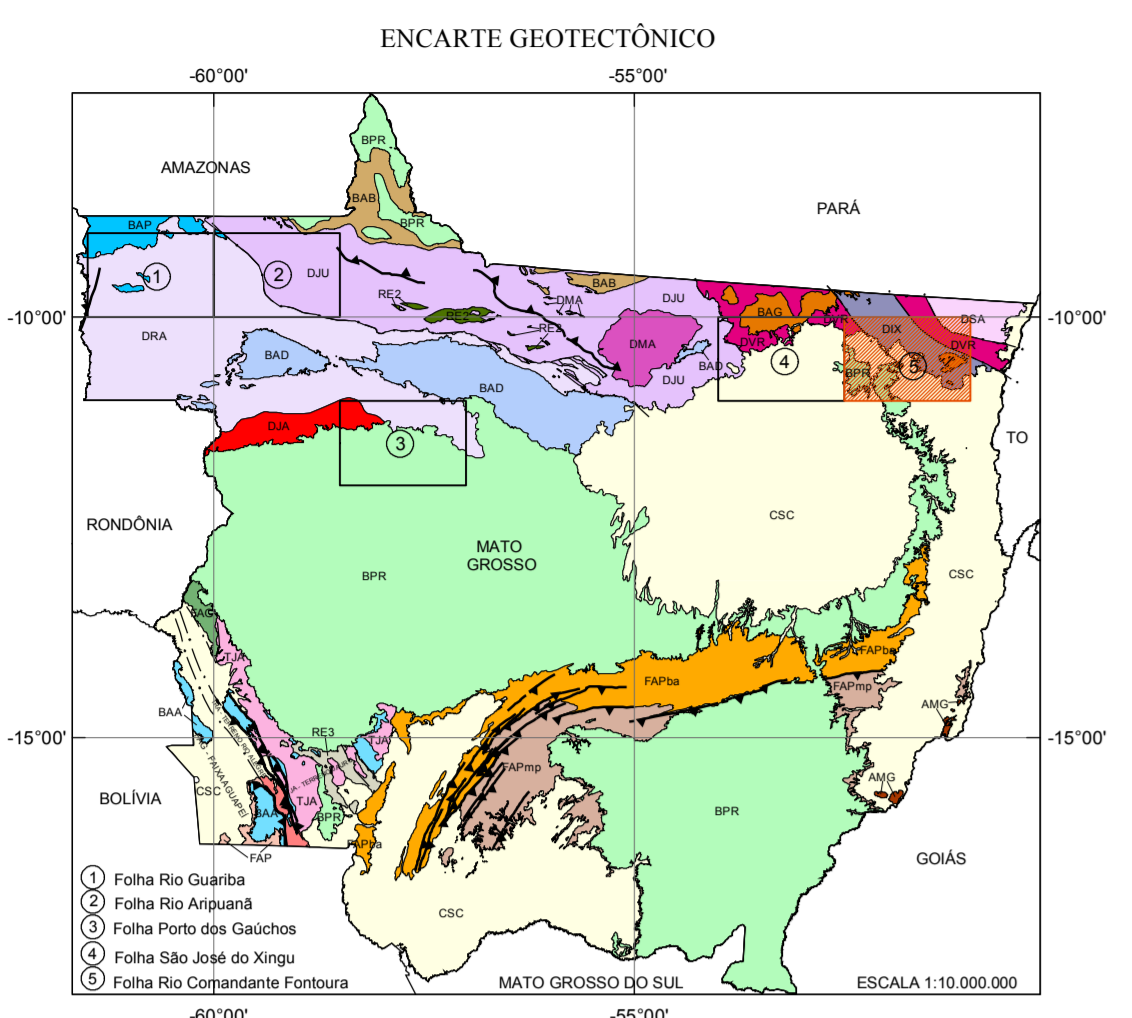 ENCARTE GEOTECTÔNICO
-60°00'
-55°00'
AMAZONAS
PARÁ
BPR
BAB
BPR
BAP
1
2
DJU
RE2
RE2
RE2
DMA
BAB
DJU
DMA
DJU
BAD
BAG
DVR
DVR
4
DIX
DSA
DVR
BPR
5
-10°00'
-10°00'
DRA
BAD
BAD
DJA
3
TO
RONDÔNIA
MATO
GROSSO
BPR
CSC
CSC
TJA
FAPba
FAPba
FAPmp
AMG
-15°00'
-15°00'
BAA
RE3
TJA
FAPmp
BOLÍVIA
CSC
FAIXA AGUAPEÍ
BAA
TJA
BPR
FAPba
FAP
AMG
BPR
GOIÁS
CSC
1 Folha Rio Guariba
2 Folha Rio Aripuanã
3 Folha Porto dos Gaúchos
4 Folha São José do Xingu
5 Folha Rio Comandante Fontoura
MATO GROSSO DO SUL
ESCALA 1:10.000.000
-60°00'
-55°00'